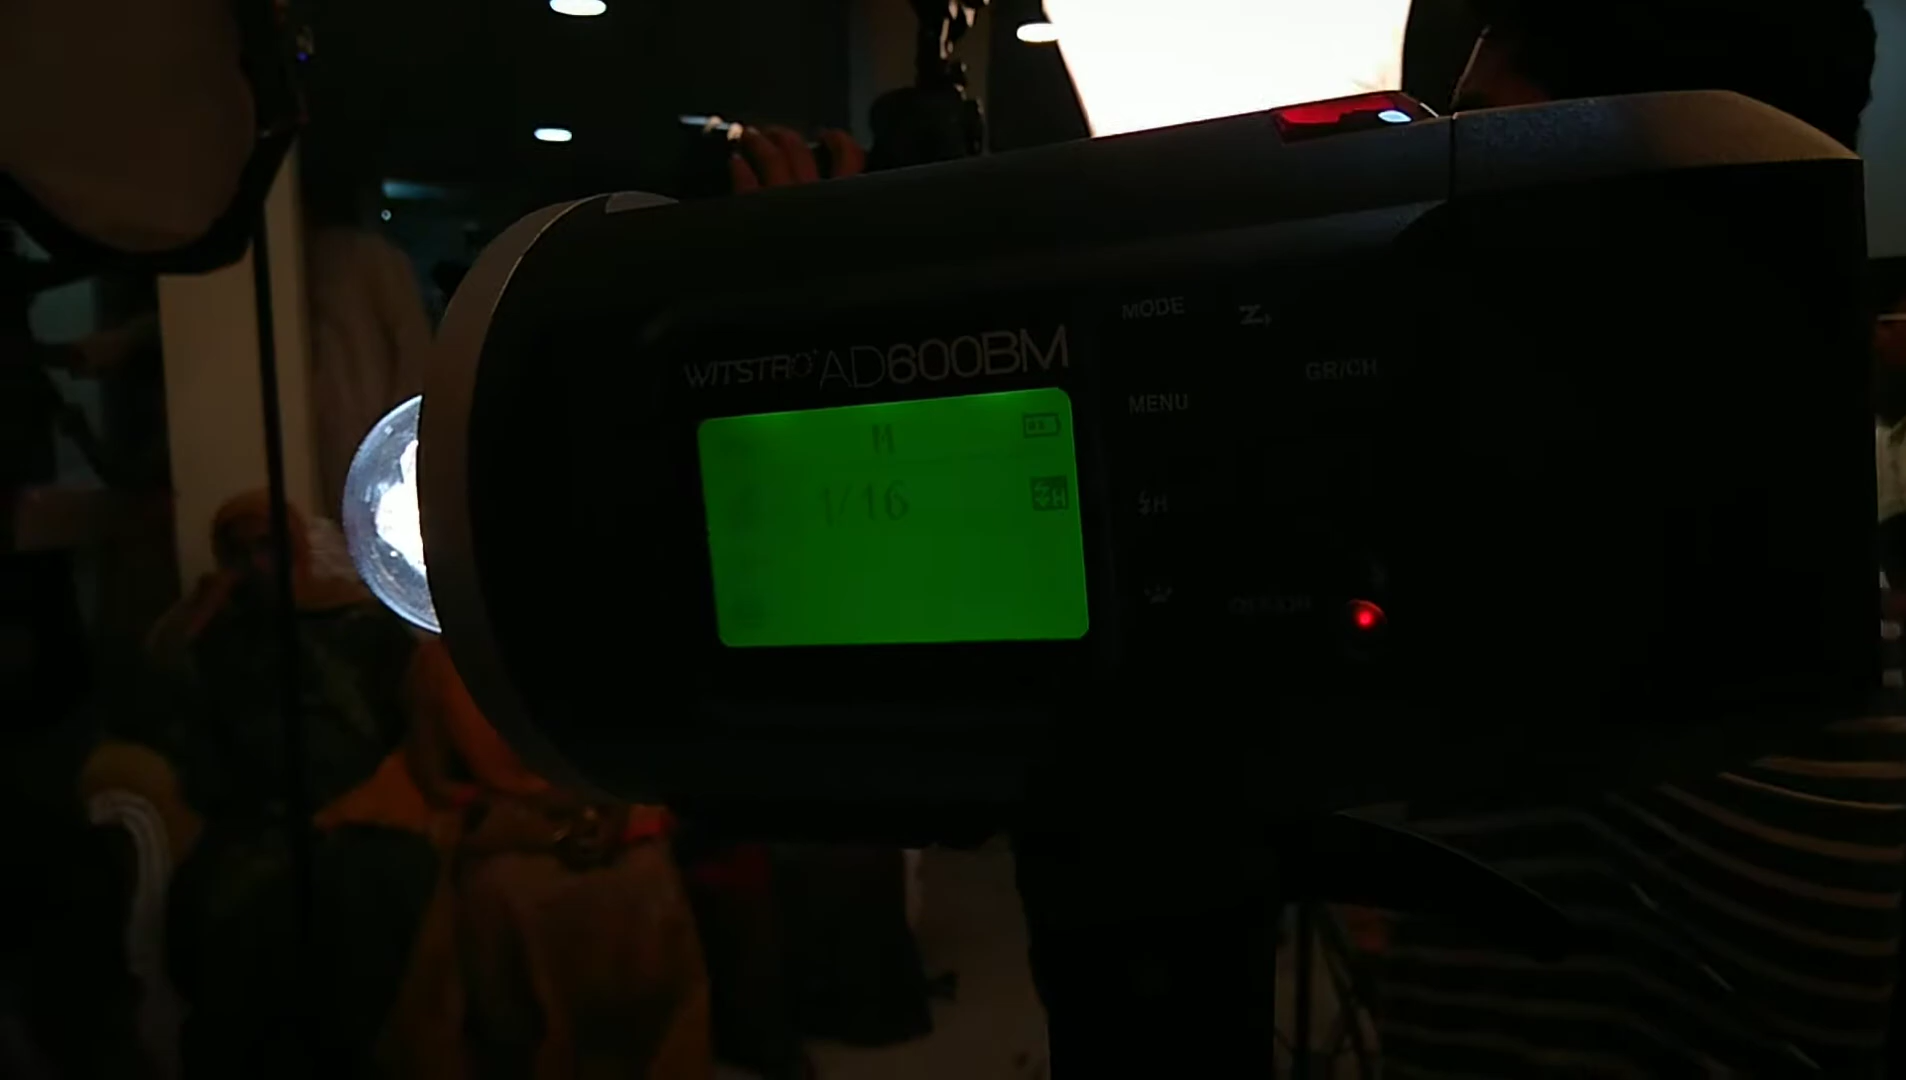 WITSTRO AD600BM
MODE
GR/CH
MENU
M
1/16
H
H